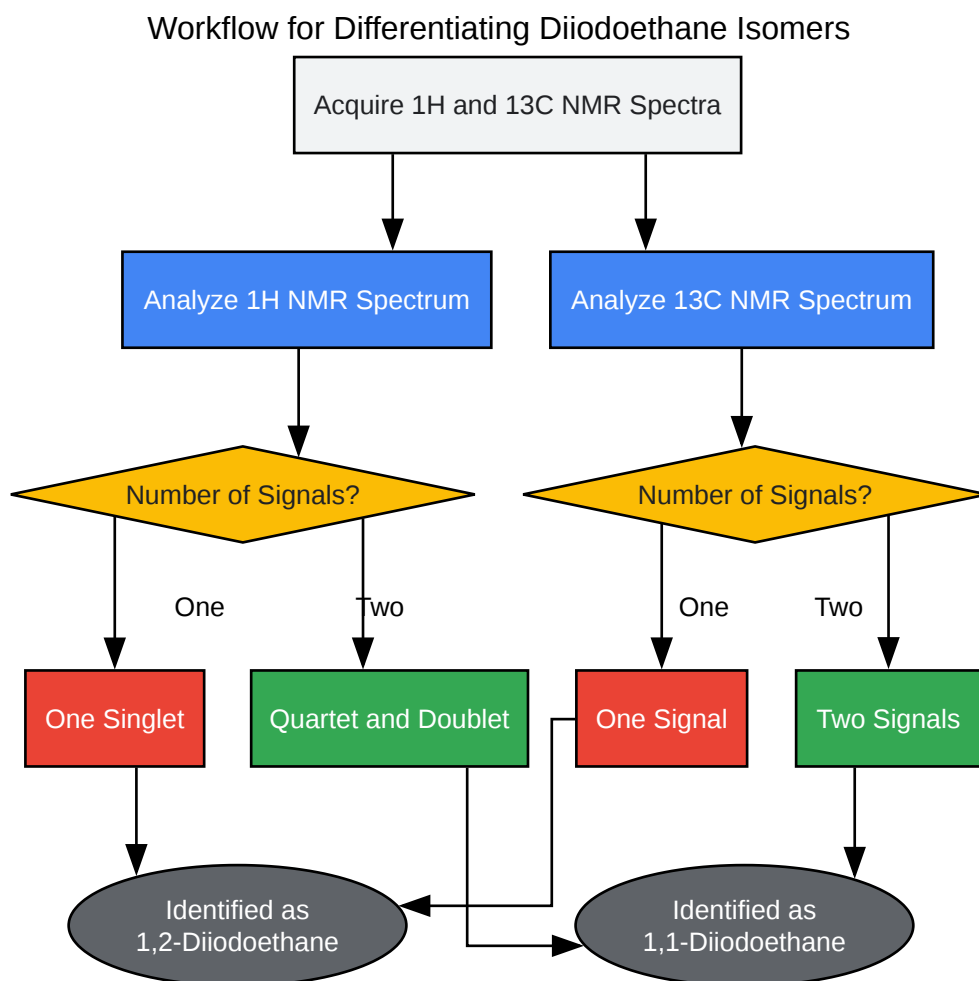 Workflow for Differentiating Diiodoethane Isomers
Acquire 1H and 13C NMR Spectra
Analyze 1H NMR Spectrum
Analyze 13C NMR Spectrum
Number of Signals?
Number of Signals?
One
Two
One
Two
One Singlet
Quartet and Doublet
One Signal
Two Signals
Identified as
1,2-Diiodoethane
Identified as
1,1-Diiodoethane